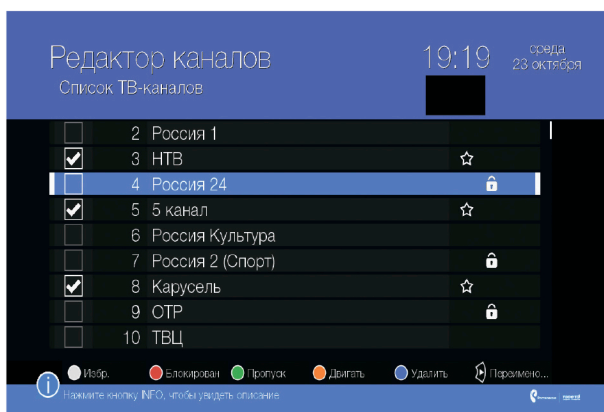 Редактор каналов 19:19 среда
Список ТВ-каналов 23 октября
2 Россия 1
3 НТВ
4 Россия 24
5 5 канал
6 Россия Культура
7 Россия 2 (Спорт)
8 Карусель
9 ОТР
10 ТВЦ
Избр. Блокирован Пропуск Двигать Удалить Переимено...
Нажмите кнопку INFO, чтобы увидеть описание